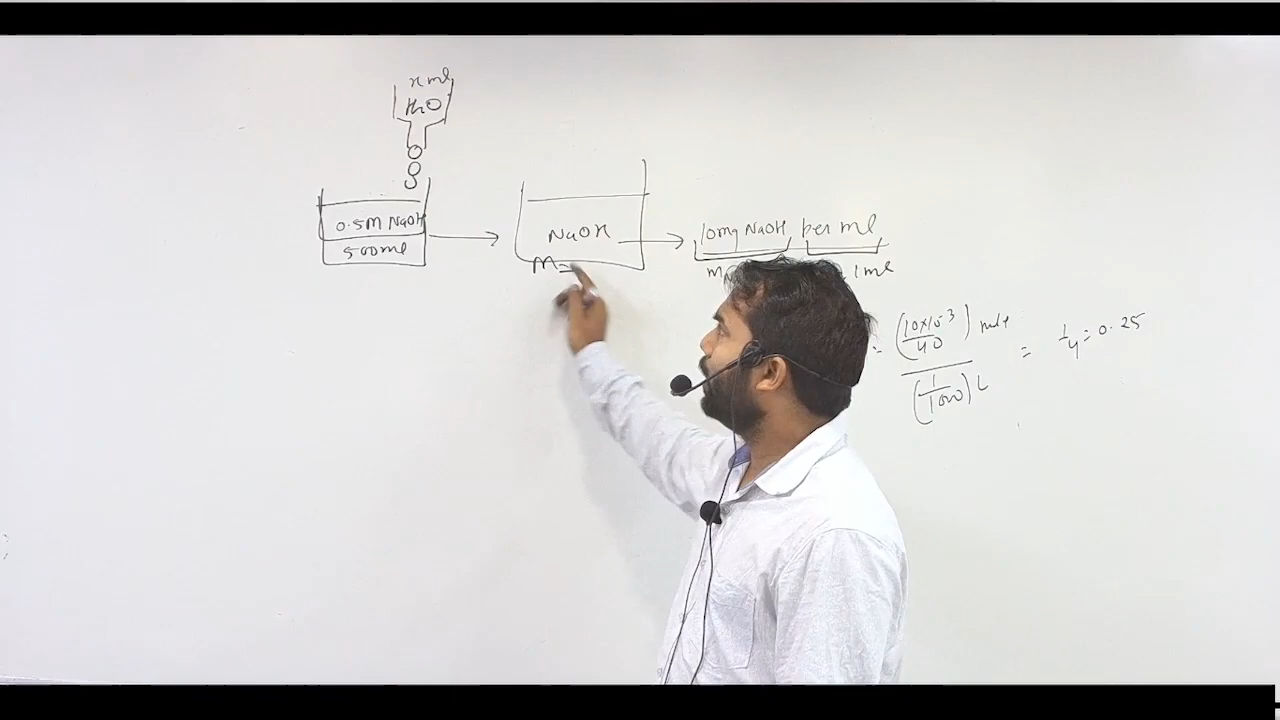 x ml
H2O
0.5M NaOH
500ml
NaOH
M =
10mg NaOH per ml
1ml
= (10×10^-3/40) mole / (1/1000) L = 1/4 = 0.25